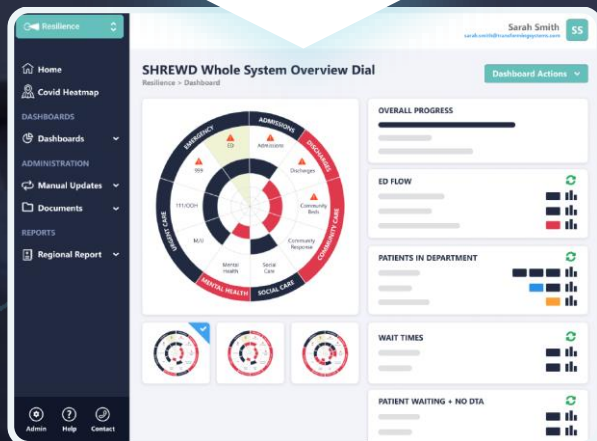 Resilience
Home
Covid Heatmap
DASHBOARDS
Dashboards
ADMINISTRATION
Manual Updates
Documents
REPORTS
Regional Report
Admin
Help
Contact
Sarah Smith
SS
SHREWD Whole System Overview Dial
Resilience > Dashboard
Dashboard Actions
EMERGENCY
ADMISSIONS
DISCHARGES
COMMUNITY CARE
SOCIAL CARE
MENTAL HEALTH
URGENT CARE
ED
Admissions
Discharges
Community Beds
Community Response
Social Care
Mental Health
MIU
111/OOH
999
OVERALL PROGRESS
ED FLOW
PATIENTS IN DEPARTMENT
WAIT TIMES
PATIENT WAITING + NO DTA